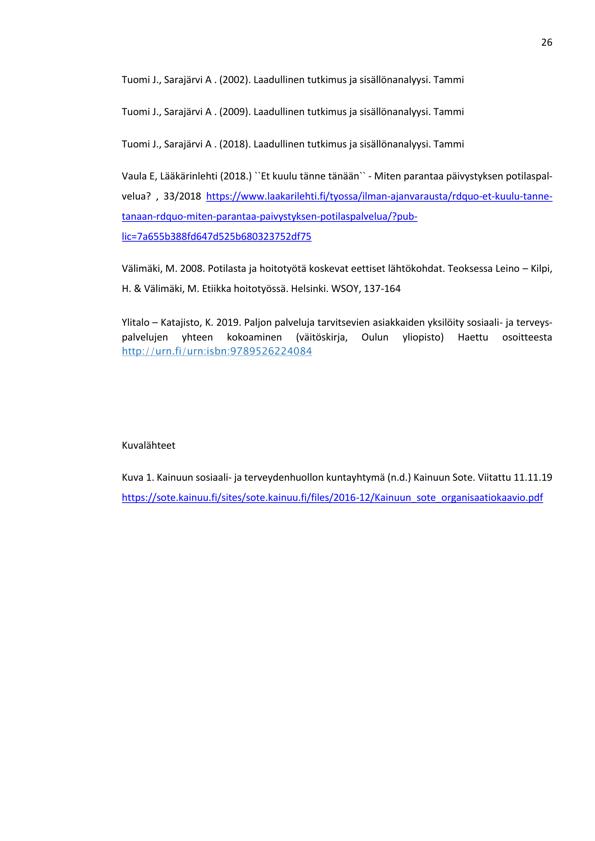 26
Tuomi J., Sarajärvi A . (2002). Laadullinen tutkimus ja sisällönanalyysi. Tammi
Tuomi J., Sarajärvi A . (2009). Laadullinen tutkimus ja sisällönanalyysi. Tammi
Tuomi J., Sarajärvi A . (2018). Laadullinen tutkimus ja sisällönanalyysi. Tammi
Vaula E, Lääkärinlehti (2018.) ``Et kuulu tänne tänään`` - Miten parantaa päivystyksen potilaspal-
velua? , 33/2018 https://www.laakarilehti.fi/tyossa/ilman-ajanvarausta/rdquo-et-kuulu-tanne-
tanaan-rdquo-miten-parantaa-paivystyksen-potilaspalvelua/?pub-
lic=7a655b388fd647d525b680323752df75
Välimäki, M. 2008. Potilasta ja hoitotyötä koskevat eettiset lähtökohdat. Teoksessa Leino – Kilpi,
H. & Välimäki, M. Etiikka hoitotyössä. Helsinki. WSOY, 137-164
Ylitalo – Katajisto, K. 2019. Paljon palveluja tarvitsevien asiakkaiden yksilöity sosiaali- ja terveys-
palvelujen yhteen kokoaminen (väitöskirja, Oulun yliopisto) Haettu osoitteesta
http://urn.fi/urn:isbn:9789526224084
Kuvalähteet
Kuva 1. Kainuun sosiaali- ja terveydenhuollon kuntayhtymä (n.d.) Kainuun Sote. Viitattu 11.11.19
https://sote.kainuu.fi/sites/sote.kainuu.fi/files/2016-12/Kainuun_sote_organisaatiokaavio.pdf